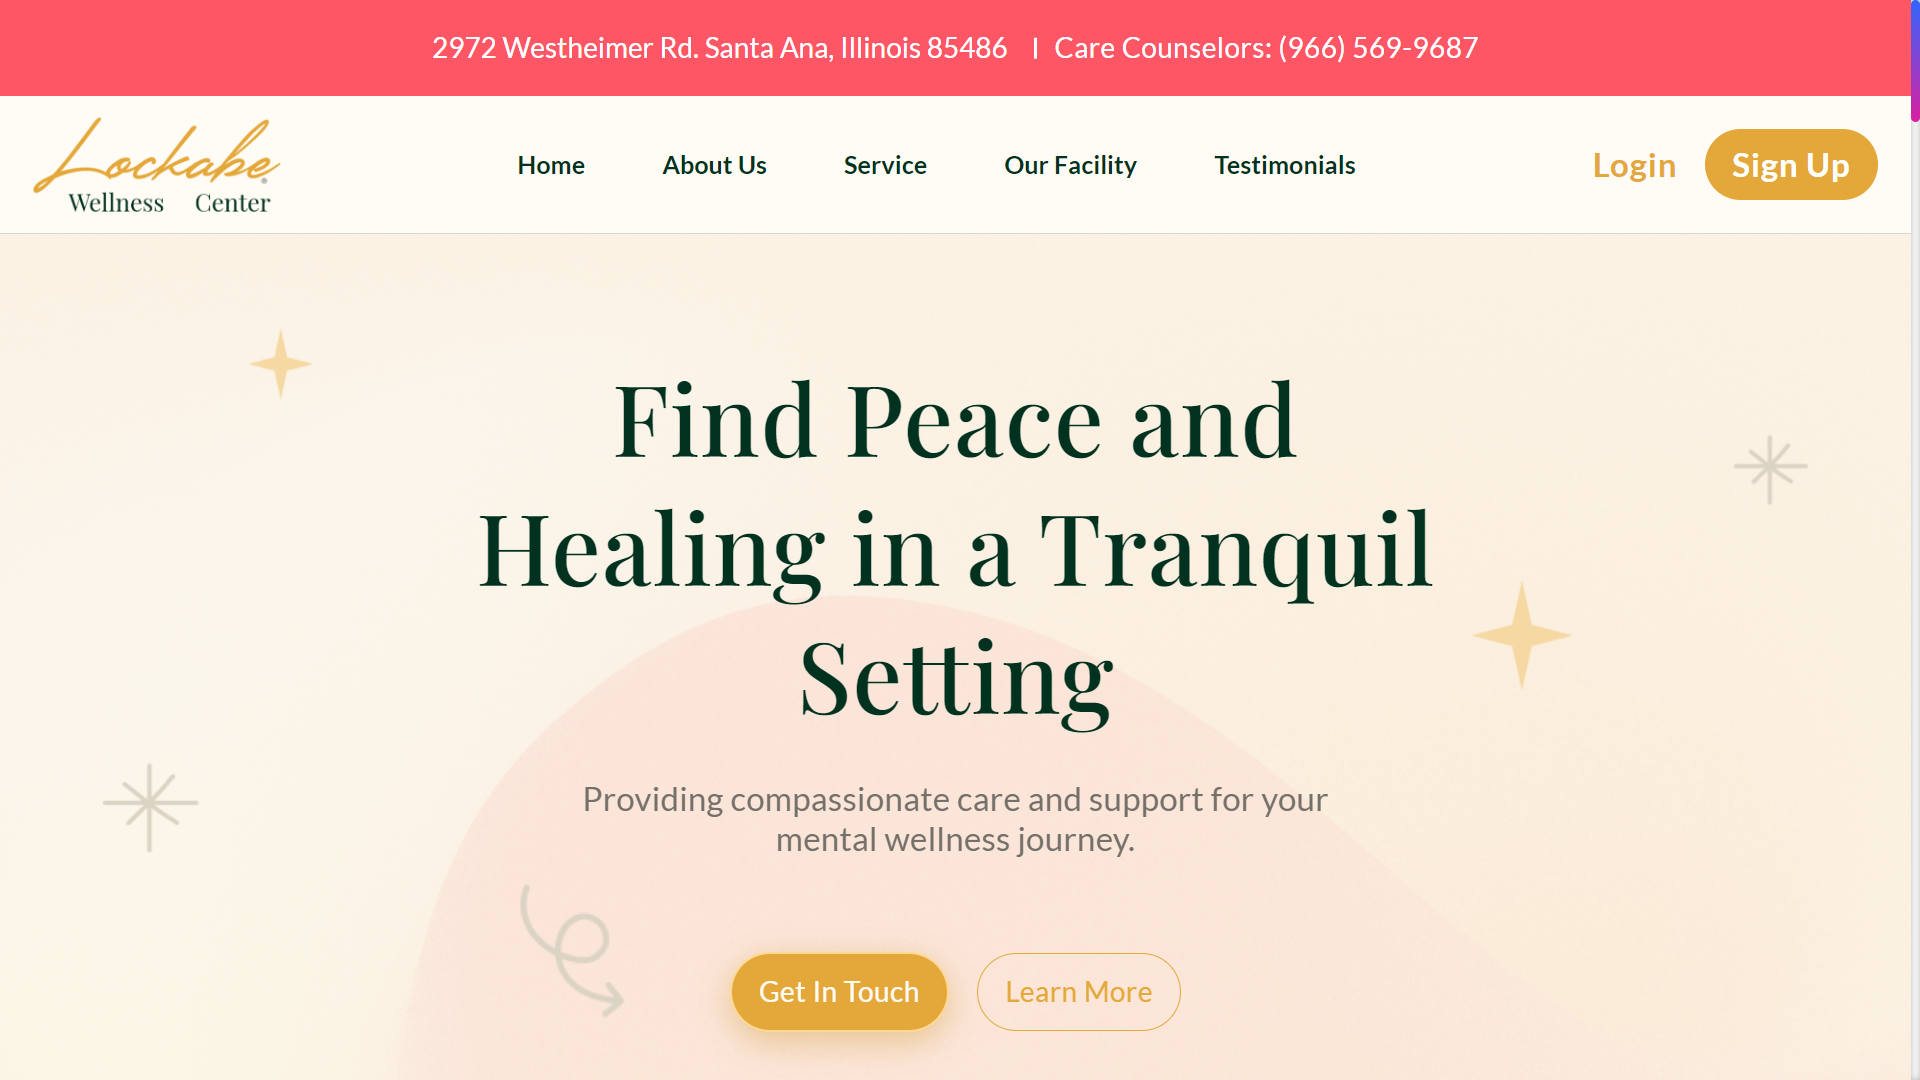 2972 Westheimer Rd. Santa Ana, Illinois 85486 | Care Counselors: (966) 569-9687
Lockabe®
Wellness Center
Home About Us Service Our Facility Testimonials
Login Sign Up
Find Peace and
Healing in a Tranquil
Setting
Providing compassionate care and support for your
mental wellness journey.
Get In Touch Learn More